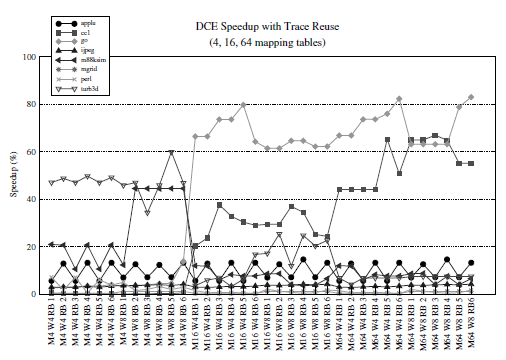 DCE Speedup with Trace Reuse
(4, 16, 64 mapping tables)
applu
cc1
go
ijpeg
m88ksim
mgrid
perl
turb3d
Speedup (%)
100
80
60
40
20
0
M4 W4 RB 1
M4 W4 RB 2
M4 W4 RB 3
M4 W4 RB 4
M4 W4 RB 5
M4 W4 RB 6
M4 W8 RB 1
M4 W8 RB 2
M4 W8 RB 3
M4 W8 RB 4
M4 W8 RB 5
M4 W8 RB 6
M16 W4 RB 1
M16 W4 RB 2
M16 W4 RB 3
M16 W4 RB 4
M16 W4 RB 5
M16 W4 RB 6
M16 W8 RB 1
M16 W8 RB 2
M16 W8 RB 3
M16 W8 RB 4
M16 W8 RB 5
M16 W8 RB 6
M64 W4 RB 1
M64 W4 RB 2
M64 W4 RB 3
M64 W4 RB 4
M64 W4 RB 5
M64 W4 RB 6
M64 W8 RB 1
M64 W8 RB 2
M64 W8 RB 3
M64 W8 RB 4
M64 W8 RB 5
M64 W8 RB6